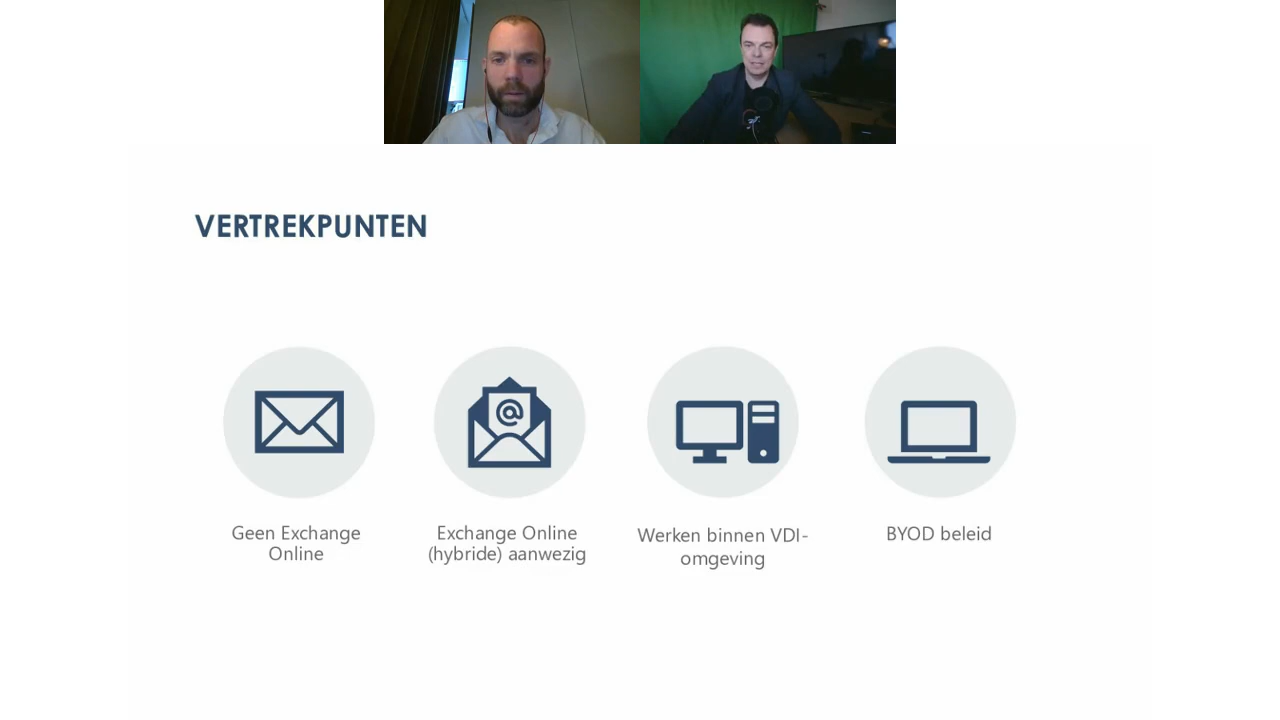 VERTREKPUNTEN
Geen Exchange
Online
Exchange Online
(hybride) aanwezig
Werken binnen VDI-
omgeving
BYOD beleid